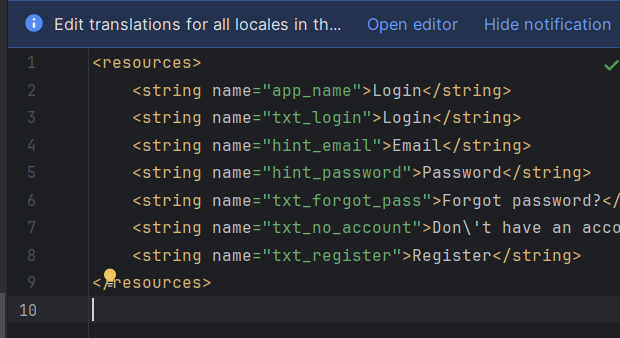 Edit translations for all locales in th... Open editor Hide notification
1 <resources>
2 <string name="app_name">Login</string>
3 <string name="txt_login">Login</string>
4 <string name="hint_email">Email</string>
5 <string name="hint_password">Password</string>
6 <string name="txt_forgot_pass">Forgot password?</
7 <string name="txt_no_account">Don\'t have an acco
8 <string name="txt_register">Register</string>
9 </resources>
10